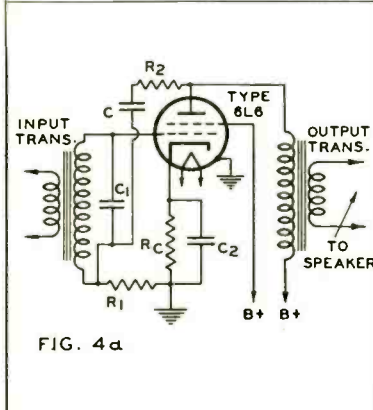 R2
TYPE
6L6
INPUT
TRANS.
C
OUTPUT
TRANS.
C1
RC
C2
TO
SPEAKER
R1
B+ B+
FIG. 4a